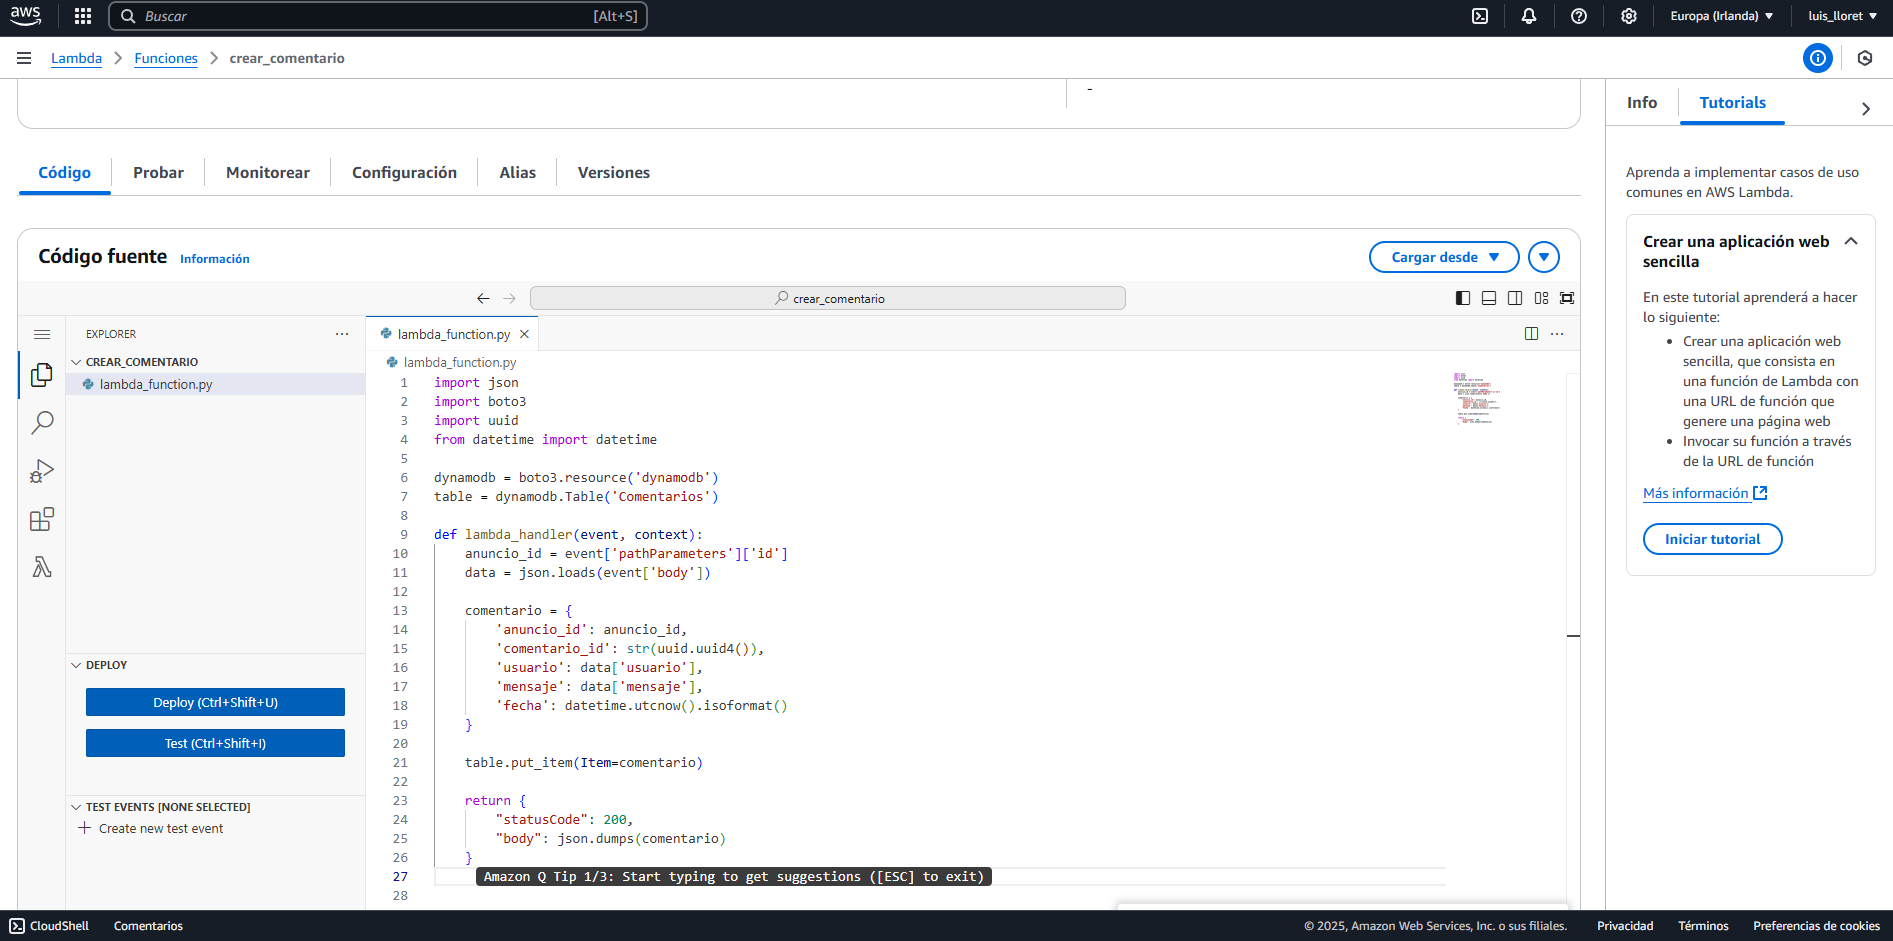 aws
Buscar [Alt+S]
Europa (Irlanda)
luis_lloret
Lambda
Funciones
crear_comentario
-
Código
Probar
Monitorear
Configuración
Alias
Versiones
Código fuente
Información
Cargar desde
crear_comentario
EXPLORER
CREAR_COMENTARIO
lambda_function.py
DEPLOY
Deploy (Ctrl+Shift+U)
Test (Ctrl+Shift+I)
TEST EVENTS [NONE SELECTED]
Create new test event
lambda_function.py
lambda_function.py
1 import json
2 import boto3
3 import uuid
4 from datetime import datetime
5
6 dynamodb = boto3.resource('dynamodb')
7 table = dynamodb.Table('Comentarios')
8
9 def lambda_handler(event, context):
10     anuncio_id = event['pathParameters']['id']
11     data = json.loads(event['body'])
12
13     comentario = {
14         'anuncio_id': anuncio_id,
15         'comentario_id': str(uuid.uuid4()),
16         'usuario': data['usuario'],
17         'mensaje': data['mensaje'],
18         'fecha': datetime.utcnow().isoformat()
19     }
20
21     table.put_item(Item=comentario)
22
23     return {
24         "statusCode": 200,
25         "body": json.dumps(comentario)
26     }
27 Amazon Q Tip 1/3: Start typing to get suggestions ([ESC] to exit)
28
Info
Tutorials
Aprenda a implementar casos de uso
comunes en AWS Lambda.
Crear una aplicación web
sencilla
En este tutorial aprenderá a hacer
lo siguiente:
• Crear una aplicación web
sencilla, que consista en
una función de Lambda con
una URL de función que
genere una página web
• Invocar su función a través
de la URL de función
Más información
Iniciar tutorial
CloudShell
Comentarios
© 2025, Amazon Web Services, Inc. o sus filiales.
Privacidad
Términos
Preferencias de cookies